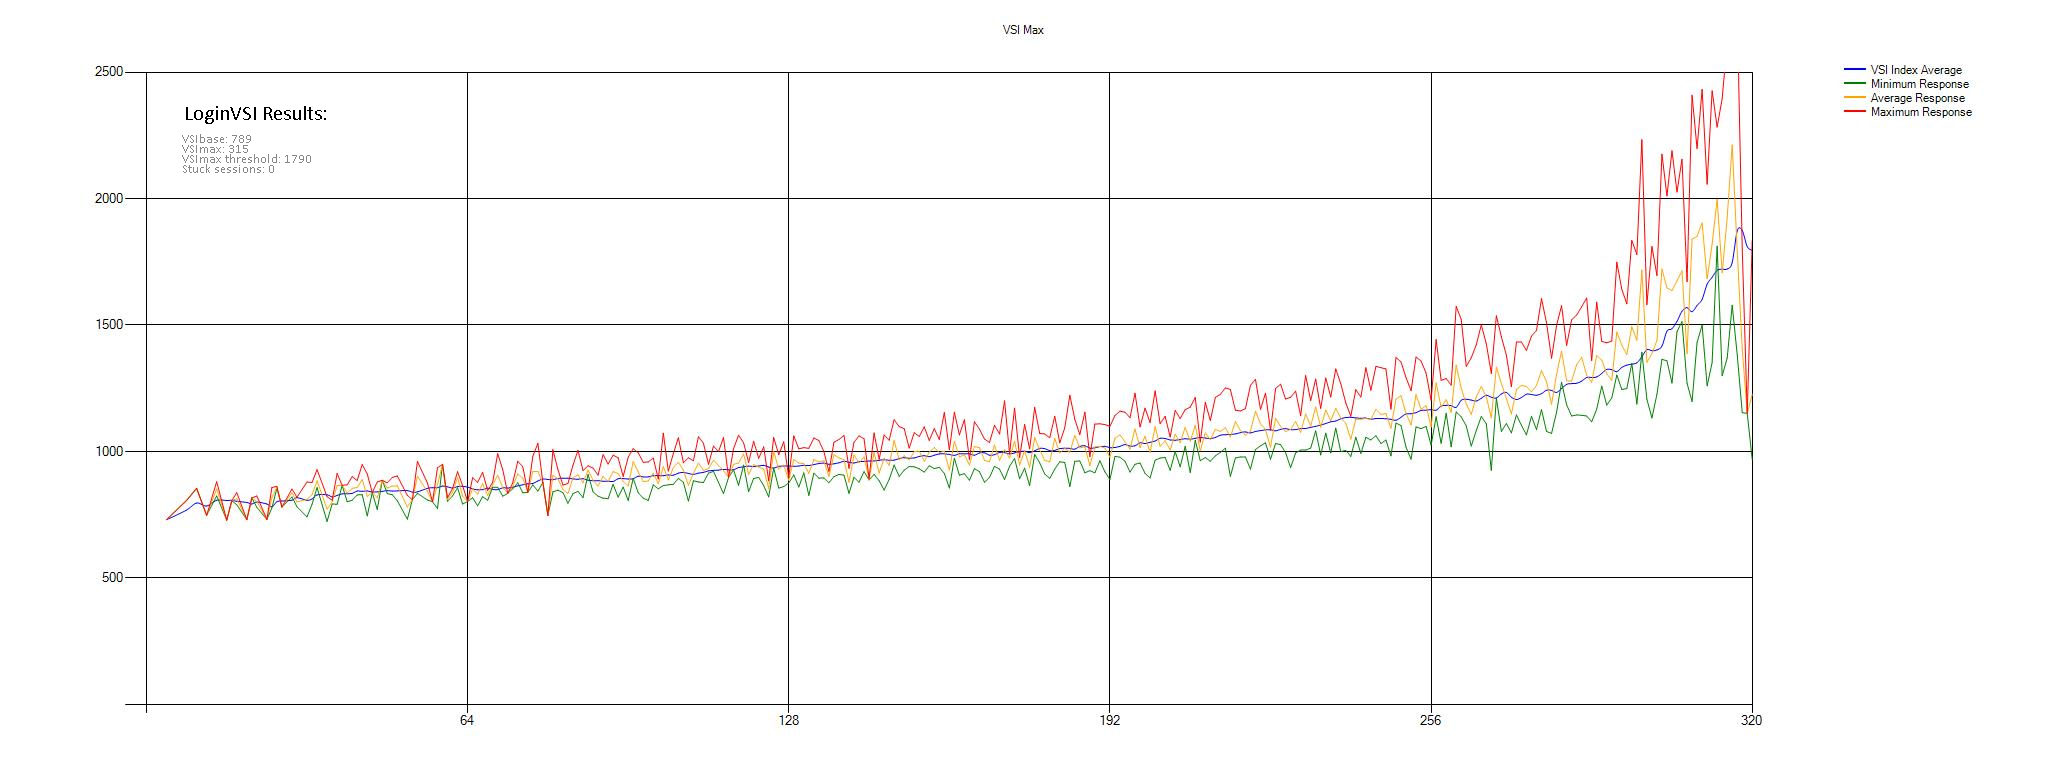 VSI Max
2500
2000
1500
1000
500
64
128
192
256
320
LoginVSI Results:
VSIbase: 789
VSImax: 315
VSImax threshold: 1790
Stuck sessions: 0
VSI Index Average
Minimum Response
Average Response
Maximum Response